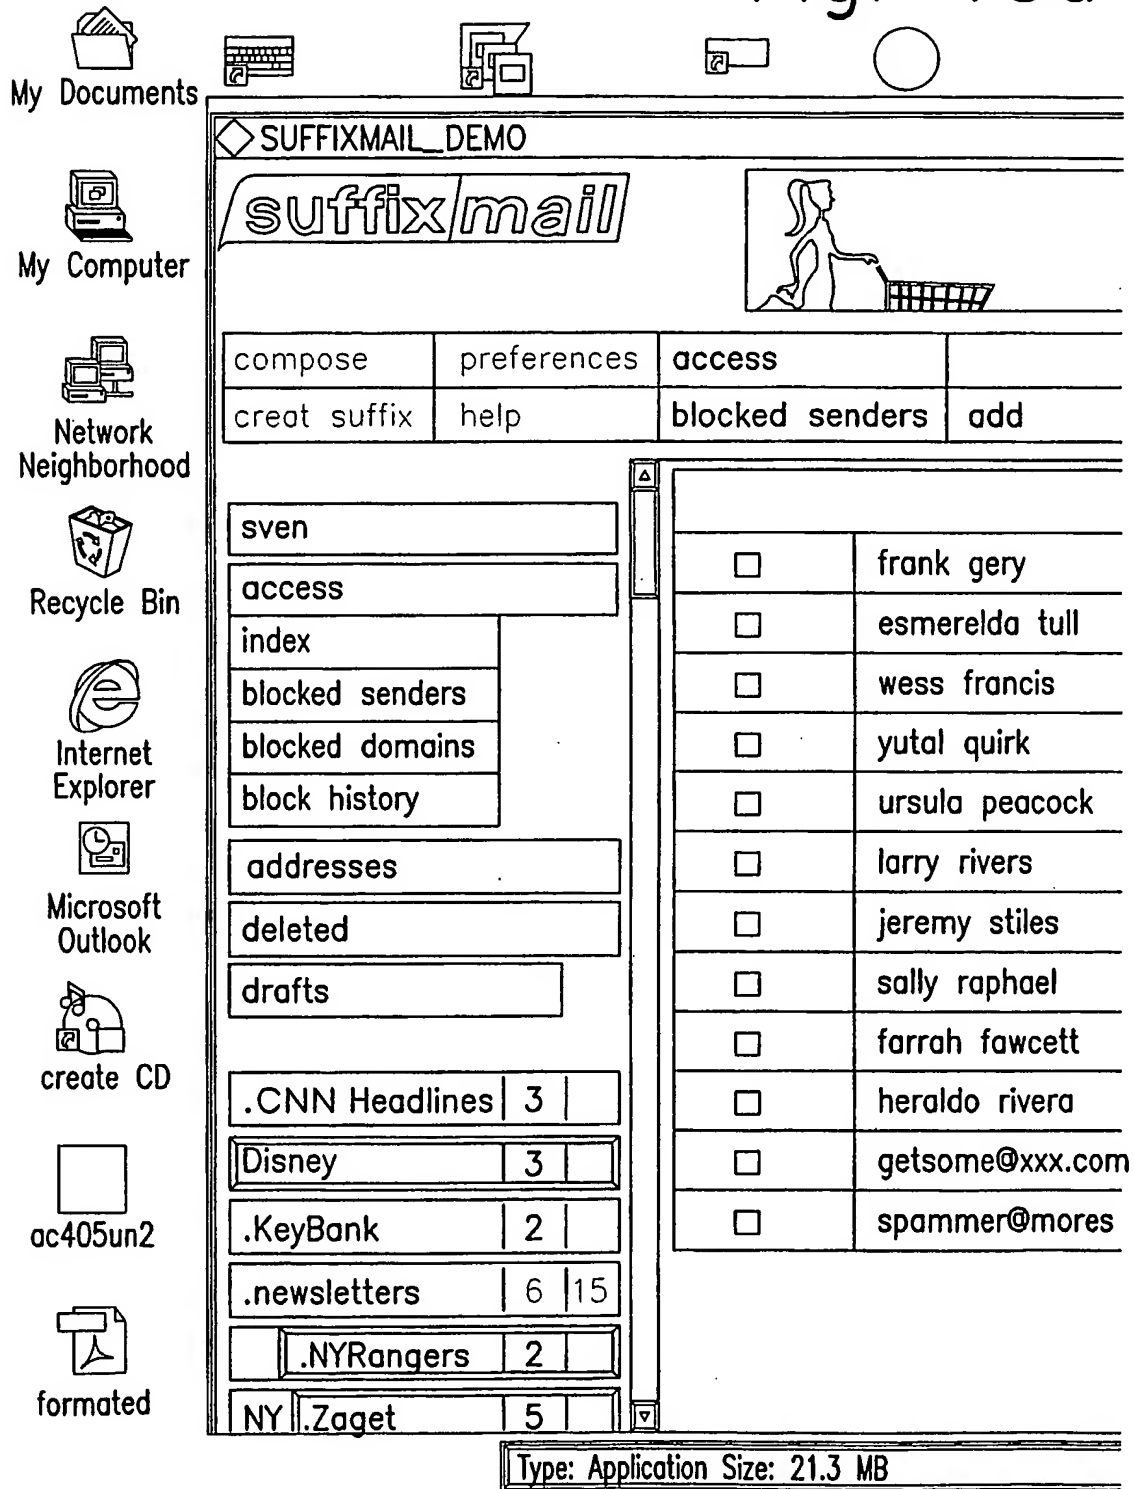 My Documents
SUFFIXMAIL_DEMO
suffix mail
My Computer
compose preferences access
creat suffix help blocked senders add
Network
Neighborhood
Recycle Bin
Internet
Explorer
Microsoft
Outlook
create CD
ac405un2
formated
sven
access
index
blocked senders
blocked domains
block history
addresses
deleted
drafts
.CNN Headlines 3
Disney 3
.KeyBank 2
.newsletters 6 15
.NYRangers 2
NY .Zaget 5
frank gery
esmerelda tull
wess francis
yutal quirk
ursula peacock
larry rivers
jeremy stiles
sally raphael
farrah fawcett
heraldo rivera
getsome@xxx.com
spammer@mores
Type: Application Size: 21.3 MB